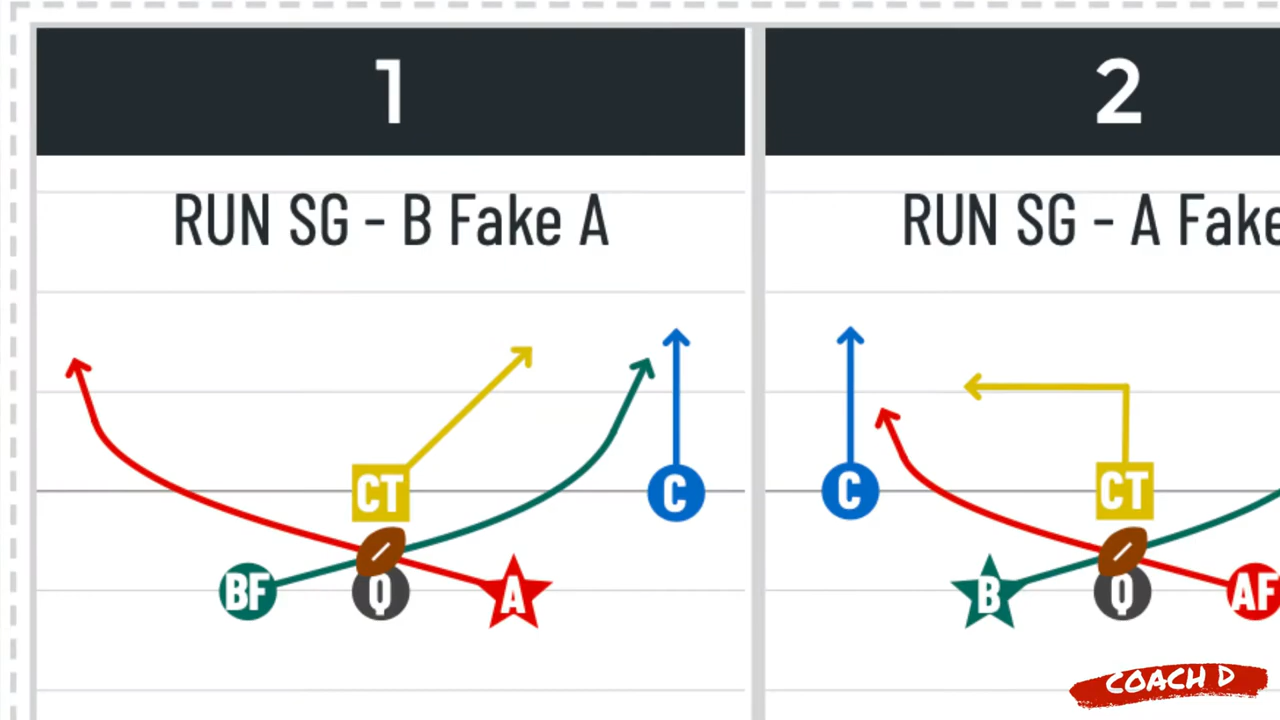 1
RUN SG - B Fake A
CT
C
BF
Q
A
2
RUN SG - A Fake
C
CT
B
Q
AF
COACH D